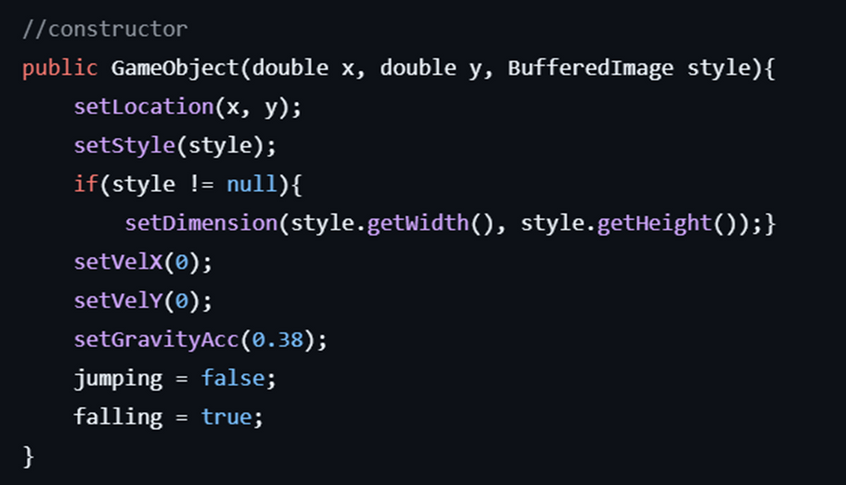 //constructor
public GameObject(double x, double y, BufferedImage style){
    setLocation(x, y);
    setStyle(style);
    if(style != null){
        setDimension(style.getWidth(), style.getHeight());}
    setVelX(0);
    setVelY(0);
    setGravityAcc(0.38);
    jumping = false;
    falling = true;
}